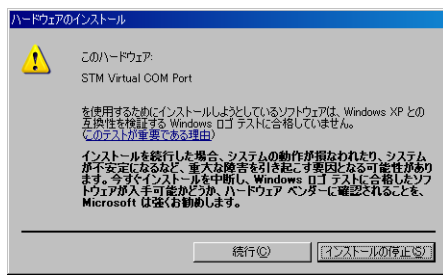 ハードウェアのインストール
このハードウェア:
STM Virtual COM Port
を使用するためにインストールしようとしているソフトウェアは、Windows XP との
互換性を検証する Windows ロゴ テストに合格していません。
(このテストが重要である理由)
インストールを続行した場合、システムの動作が損なわれたり、システム
が不安定になるなど、重大な障害を引き起こす要因となる可能性があり
ます。今すぐインストールを中断し、Windows ロゴ テストに合格したソフ
トウェアが入手可能かどうか、ハードウェア ベンダーに確認されることを、
Microsoft は強くお勧めします。
続行(C)
インストールの停止(S)